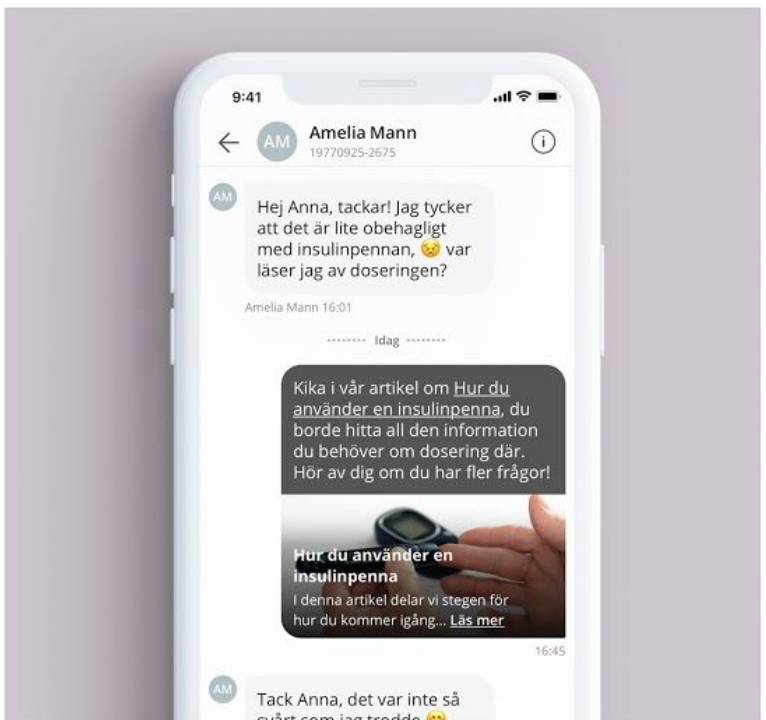 9:41
AM
Amelia Mann
19770925-2675
AM
Hej Anna, tackar! Jag tycker
att det är lite obehagligt
med insulinpennan, 😣 var
läser jag av doseringen?
Amelia Mann 16:01
-------- Idag --------
Kika i vår artikel om Hur du
använder en insulinpenna, du
borde hitta all den information
du behöver om dosering där.
Hör av dig om du har fler frågor!
Hur du använder en
insulinpenna
I denna artikel delar vi stegen för
hur du kommer igång... Läs mer
16:45
AM
Tack Anna, det var inte så
svårt som jag trodde 😁